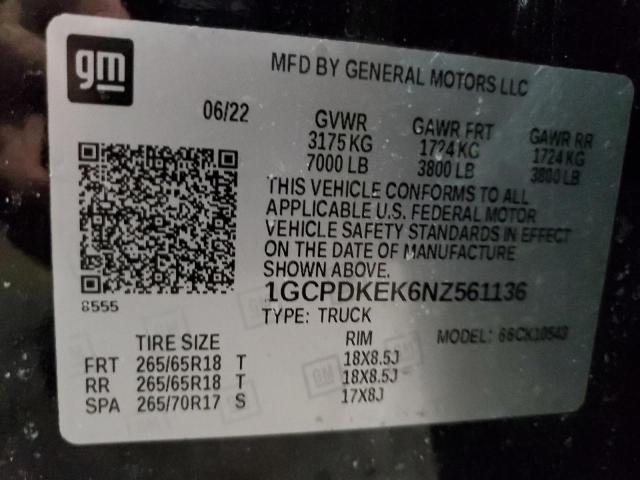 gm
MFD BY GENERAL MOTORS LLC
06/22
GVWR GAWR FRT GAWR RR
3175 KG 1724 KG 1724 KG
7000 LB 3800 LB 3800 LB
THIS VEHICLE CONFORMS TO ALL
APPLICABLE U.S. FEDERAL MOTOR
VEHICLE SAFETY STANDARDS IN EFFECT
ON THE DATE OF MANUFACTURE
SHOWN ABOVE.
8555
1GCPDKEK6NZ561136
TYPE: TRUCK
MODEL: 66CK10543
TIRE SIZE RIM
FRT 265/65R18 T 18X8.5J
RR 265/65R18 T 18X8.5J
SPA 265/70R17 S 17X8J